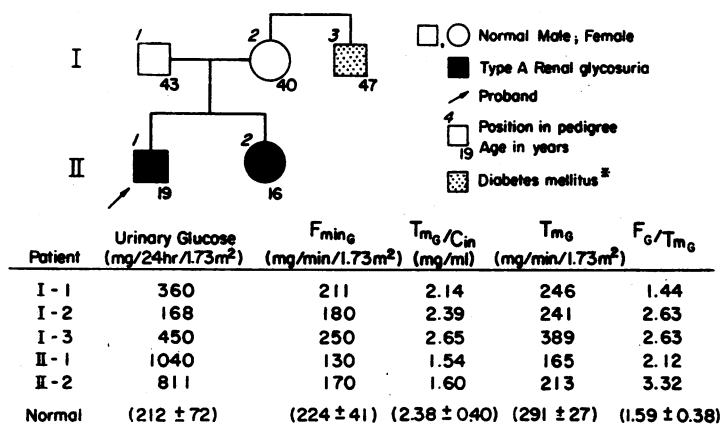 I
1
43
2
40
3
47
Normal Male; Female
Type A Renal glycosuria
Proband
4
19
Position in pedigree
Age in years
Diabetes mellitus*
II
1
19
2
16
Patient Urinary Glucose (mg/24hr/1.73m²) FminG (mg/min/1.73m²) TmG/Cin (mg/ml) TmG (mg/min/1.73m²) FG/TmG
I-1 360 211 2.14 246 1.44
I-2 168 180 2.39 241 2.63
I-3 450 250 2.65 389 2.63
II-1 1040 130 1.54 165 2.12
II-2 811 170 1.60 213 3.32
Normal (212 ±72) (224±41) (2.38±0.40) (291±27) (1.59±0.38)